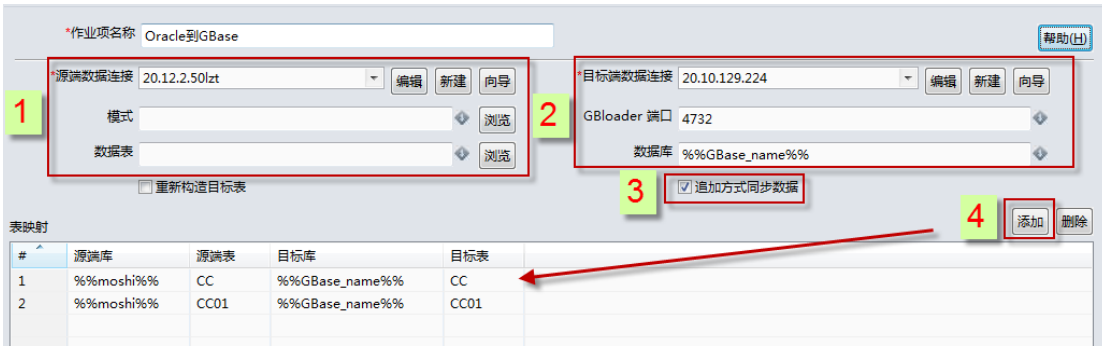 *作业项名称 Oracle到GBase 帮助(H)
*源端数据连接 20.12.2.50lzt 编辑 新建 向导 *目标端数据连接 20.10.129.224 编辑 新建 向导
1 模式 浏览 2 GBloader 端口 4732
数据表 浏览 数据库 %%GBase_name%%
重新构造目标表 3 追加方式同步数据
表映射 4 添加 删除
# 源端库 源端表 目标库 目标表
1 %%moshi%% CC %%GBase_name%% CC
2 %%moshi%% CC01 %%GBase_name%% CC01